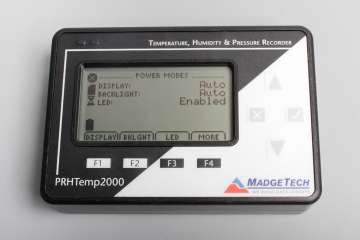 TEMPERATURE, HUMIDITY & PRESSURE RECORDER
POWER MODES
DISPLAY: Auto
BACKLIGHT: Auto
LED: Enabled
DISPLAY BKLGHT LED MORE
F1 F2 F3 F4
PRHTemp2000
MADGETECH